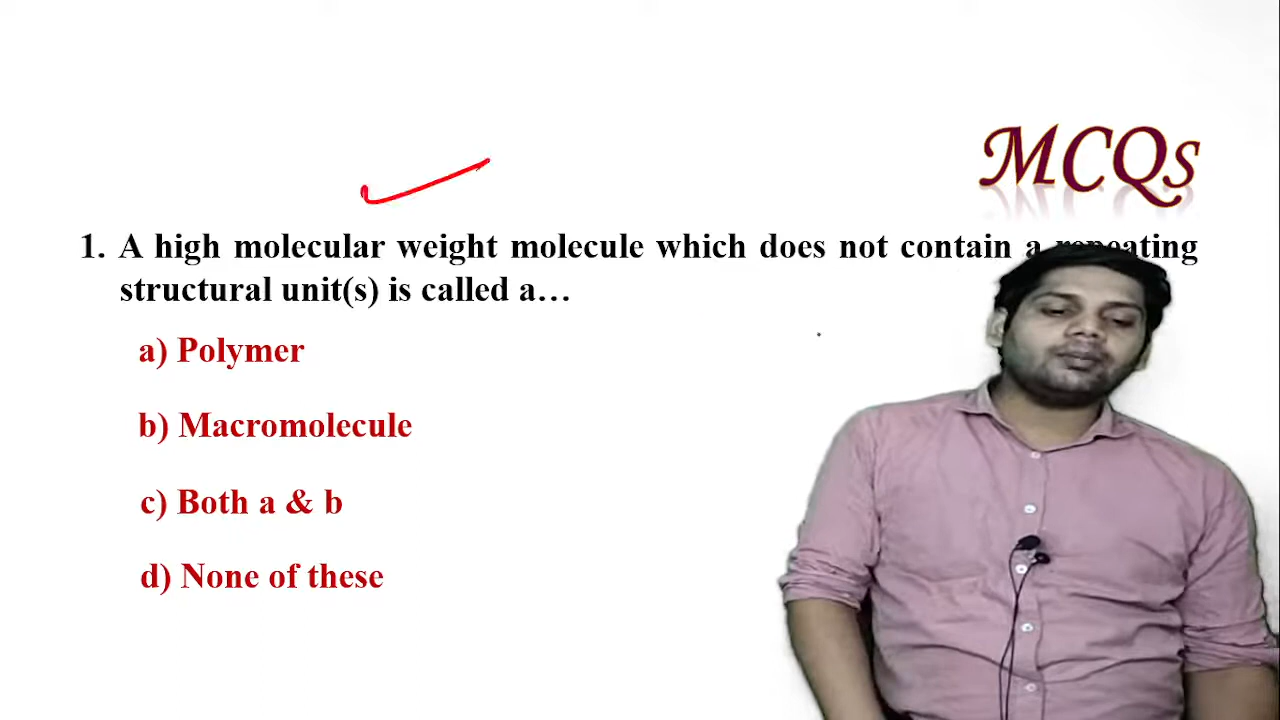 MCQs
1. A high molecular weight molecule which does not contain a repeating
structural unit(s) is called a…
a) Polymer
b) Macromolecule
c) Both a & b
d) None of these